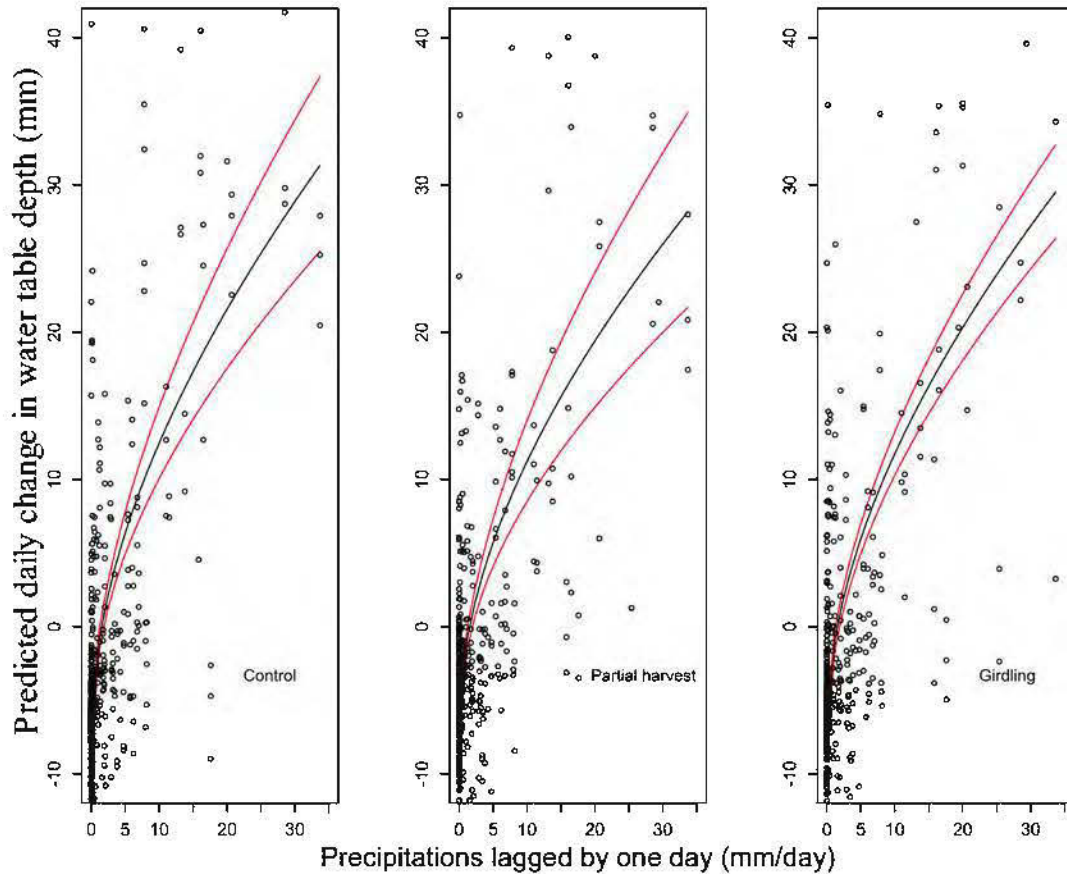 Predicted daily change in water table depth (mm)
40
30
20
10
0
-10
0 5 10 20 30
Control
40
30
20
10
0
-10
0 5 10 20 30
Partial harvest
40
30
20
10
0
-10
0 5 10 20 30
Girdling
Precipitations lagged by one day (mm/day)